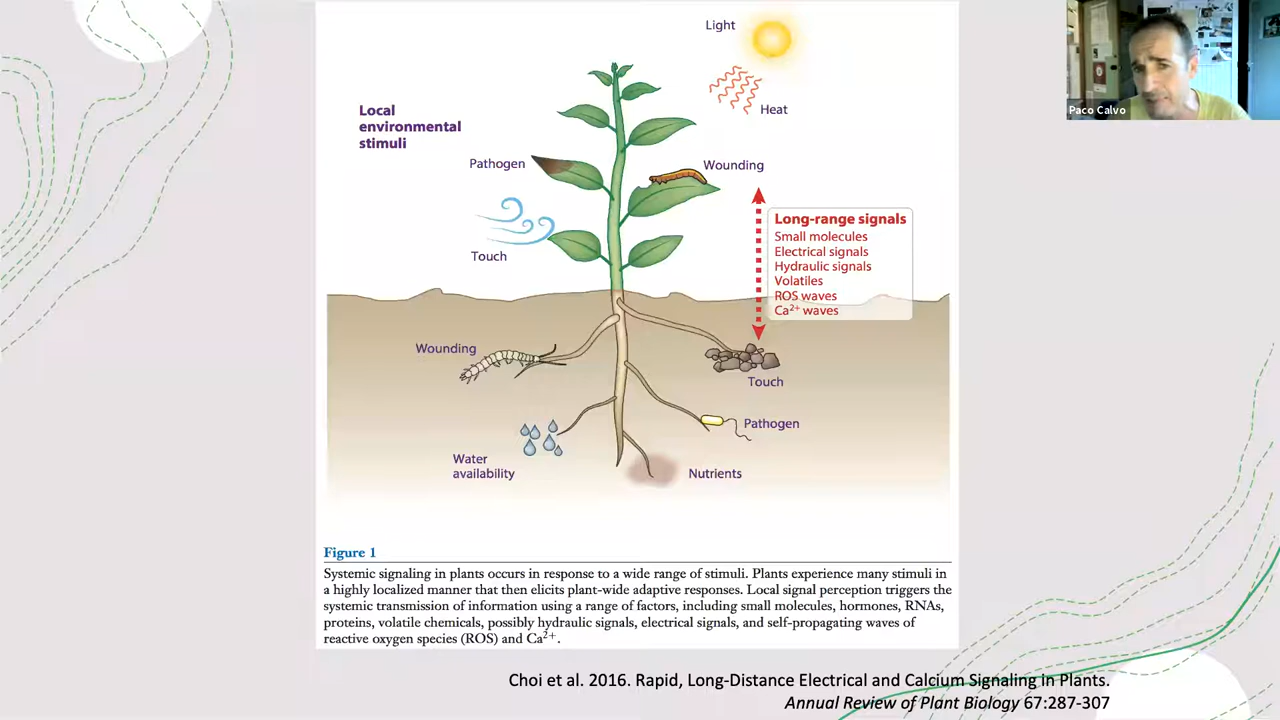 Light
Paco Calvo
Heat
Local
environmental
stimuli
Pathogen
Wounding
Touch
Long-range signals
Small molecules
Electrical signals
Hydraulic signals
Volatiles
ROS waves
Ca²⁺ waves
Wounding
Touch
Pathogen
Water
availability
Nutrients
Figure 1
Systemic signaling in plants occurs in response to a wide range of stimuli. Plants experience many stimuli in
a highly localized manner that then elicits plant-wide adaptive responses. Local signal perception triggers the
systemic transmission of information using a range of factors, including small molecules, hormones, RNAs,
proteins, volatile chemicals, possibly hydraulic signals, electrical signals, and self-propagating waves of
reactive oxygen species (ROS) and Ca²⁺.
Choi et al. 2016. Rapid, Long-Distance Electrical and Calcium Signaling in Plants.
Annual Review of Plant Biology 67:287-307